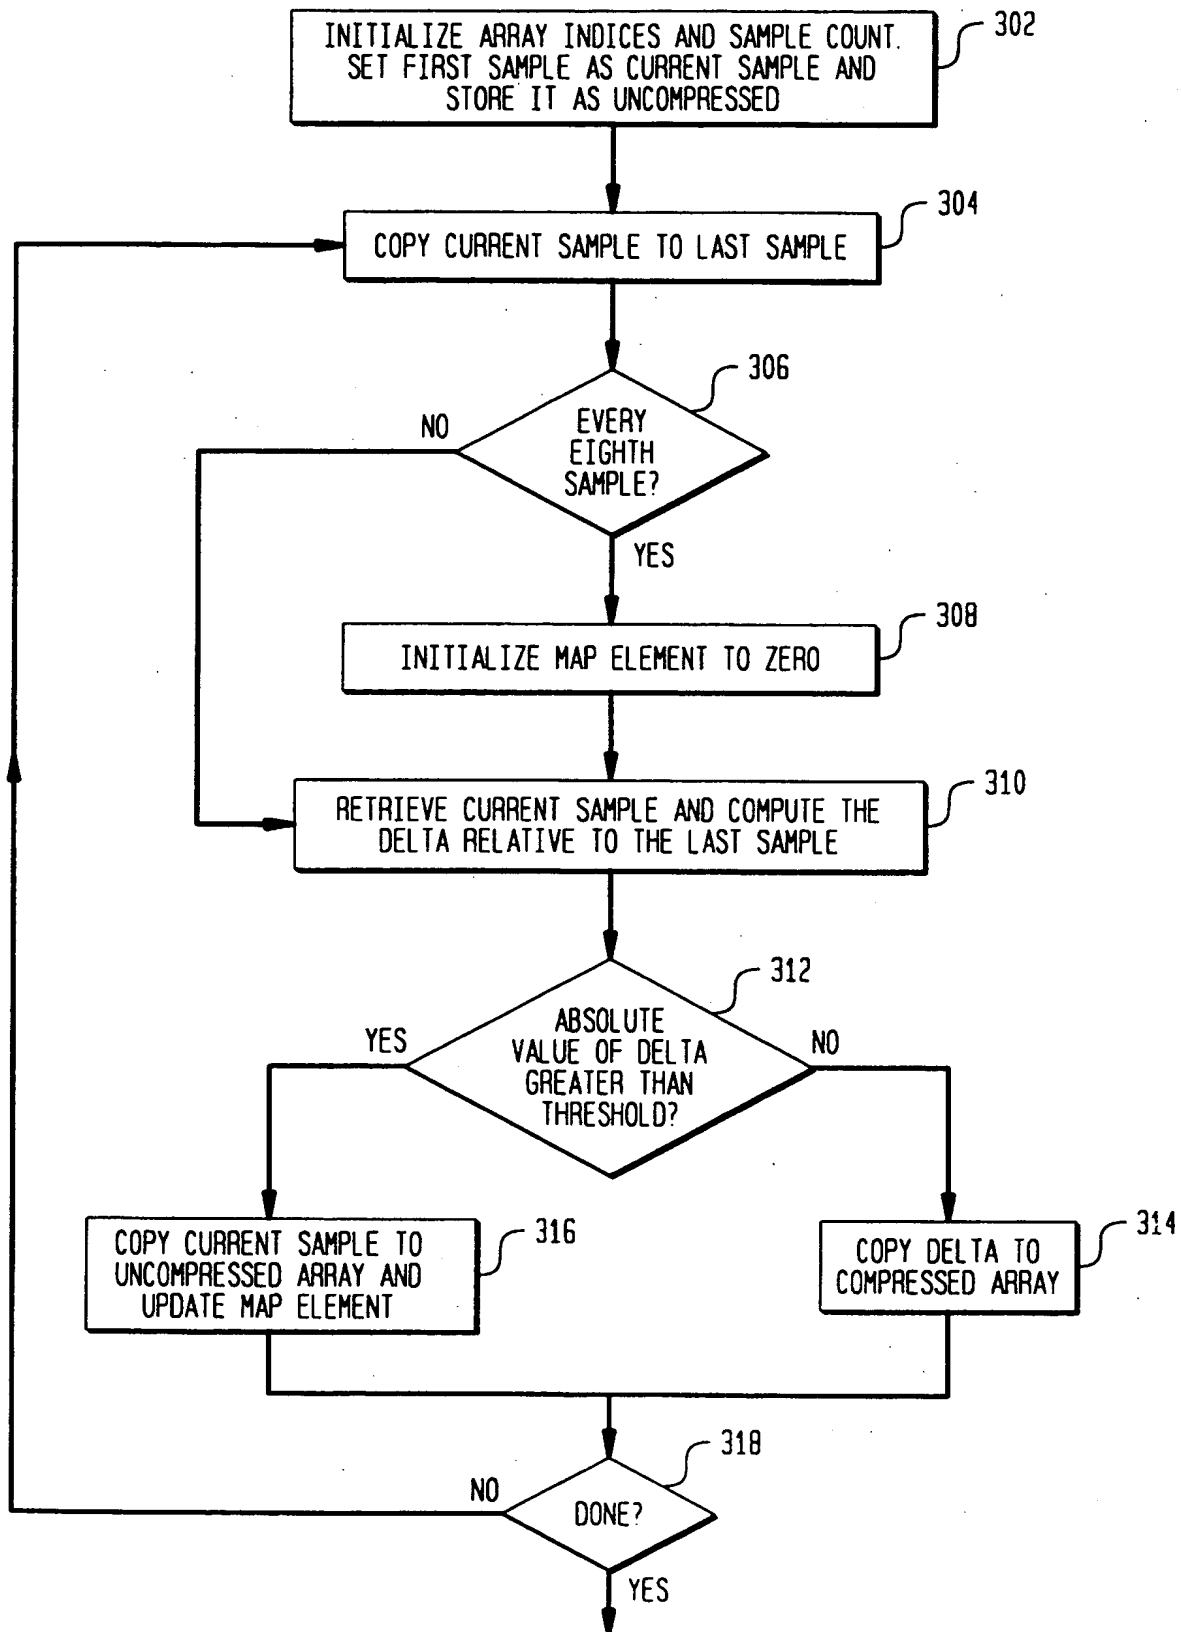 INITIALIZE ARRAY INDICES AND SAMPLE COUNT.
SET FIRST SAMPLE AS CURRENT SAMPLE AND
STORE IT AS UNCOMPRESSED
302
COPY CURRENT SAMPLE TO LAST SAMPLE
304
EVERY
EIGHTH
SAMPLE?
306
NO
YES
INITIALIZE MAP ELEMENT TO ZERO
308
RETRIEVE CURRENT SAMPLE AND COMPUTE THE
DELTA RELATIVE TO THE LAST SAMPLE
310
ABSOLUTE
VALUE OF DELTA
GREATER THAN
THRESHOLD?
312
YES
NO
COPY CURRENT SAMPLE TO
UNCOMPRESSED ARRAY AND
UPDATE MAP ELEMENT
316
COPY DELTA TO
COMPRESSED ARRAY
314
DONE?
318
NO
YES